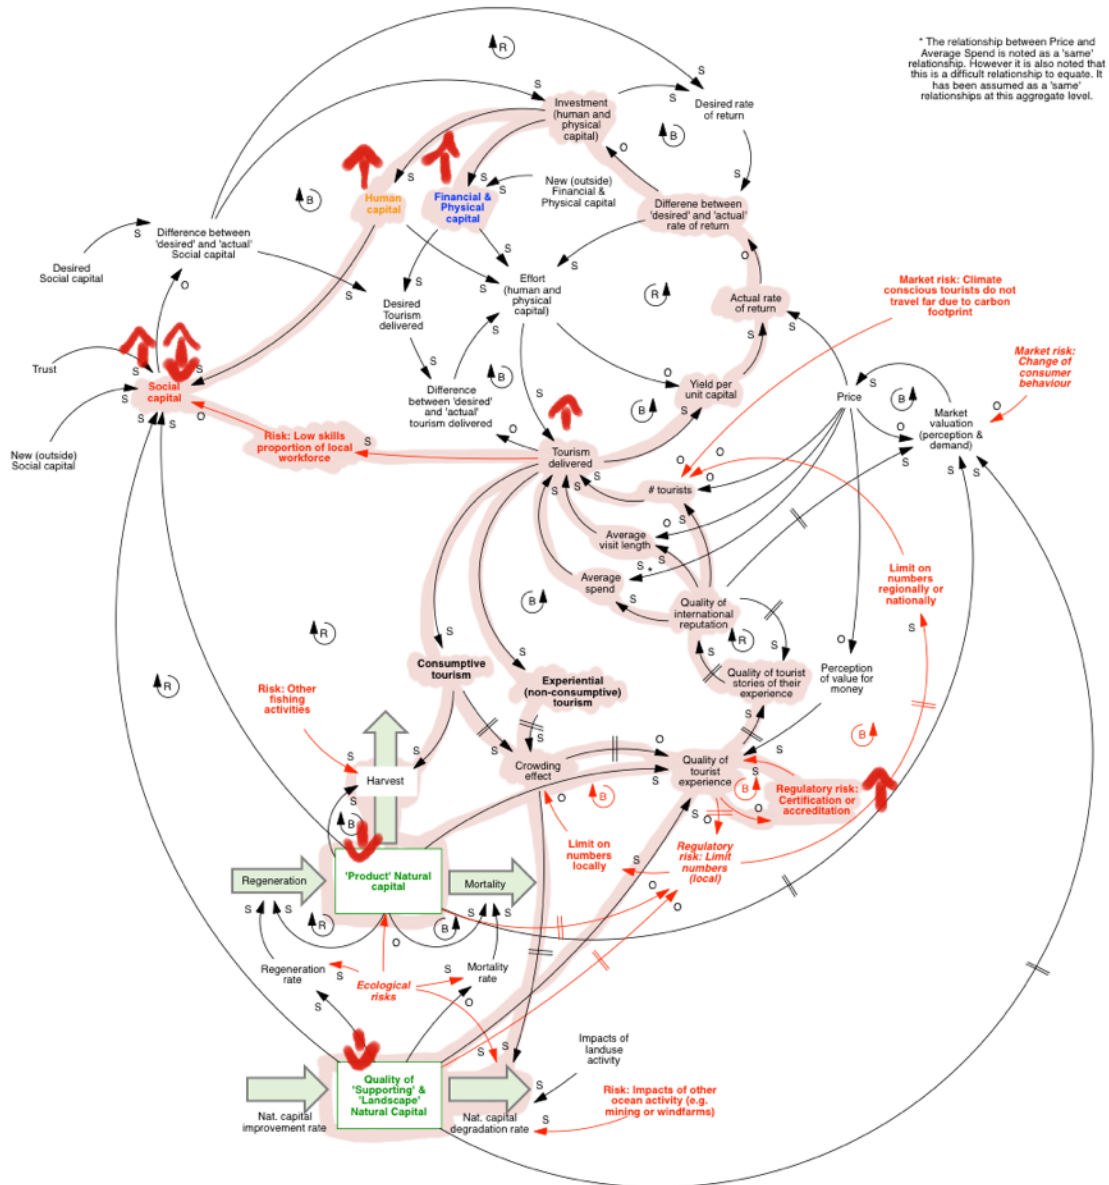 * The relationship between Price and
Average Spend is noted as a 'same'
relationship. However it is also noted that
this is a difficult relationship to equate. It
has been assumed as a 'same'
relationships at this aggregate level.
R
S
S
Investment
(human and
physical
capital)
S
S
Desired rate
of return
B
O
S
S
S
S
S
New (outside)
Financial &
Physical capital
B
Human
capital
Financial &
Physical
capital
Differene between
'desired' and 'actual'
rate of return
S
Difference between
'desired' and 'actual'
Social capital
Desired
Social capital
O
S
S
S
S
S
O
Effort
(human and
physical
capital)
Desired
Tourism
delivered
R
Actual rate
of return
Market risk: Climate
conscious tourists do not
travel far due to carbon
footprint
S
S
Trust
S
S
Social
capital
S
S
S
O
New (outside)
Social capital
S
S
B
Difference
between 'desired'
and 'actual'
tourism delivered
O
Yield per
unit capital
B
S
Price
S
B
Market
valuation
(perception &
demand)
Market risk:
Change of
consumer
behaviour
O
O
S
S
Risk: Low skills
proportion of local
workforce
S
O
S
Tourism
delivered
S
S
S
O
O
# tourists
O
S
Average
visit length
S
S *
Average
spend
S
Quality of
international
reputation
R
B
Limit on
numbers
regionally or
nationally
S
R
R
S
S
Consumptive
tourism
Experiential
(non-consumptive)
tourism
S
S
Quality of tourist
stories of their
experience
O
Perception
of value for
money
Risk: Other
fishing
activities
S
S
S
S
S
S
B
Harvest
Crowding
effect
O
S
Quality of
tourist
experience
S
S
B
Regulatory risk:
Certification or
accreditation
O
S
B
O
B
O
Limit on
numbers
locally
S
Regulatory
risk: Limit
numbers
(local)
O
O
S
Regeneration
'Product' Natural
capital
Mortality
S
S
R
O
B
S
S
Regeneration
rate
S
Ecological
risks
S
Mortality
rate
S
O
S
S
Impacts of
landuse
activity
Quality of
'Supporting' &
'Landscape'
Natural Capital
S
S
Risk: Impacts of other
ocean activity (e.g.
mining or windfarms)
Nat. capital
improvement rate
Nat. capital
degradation rate